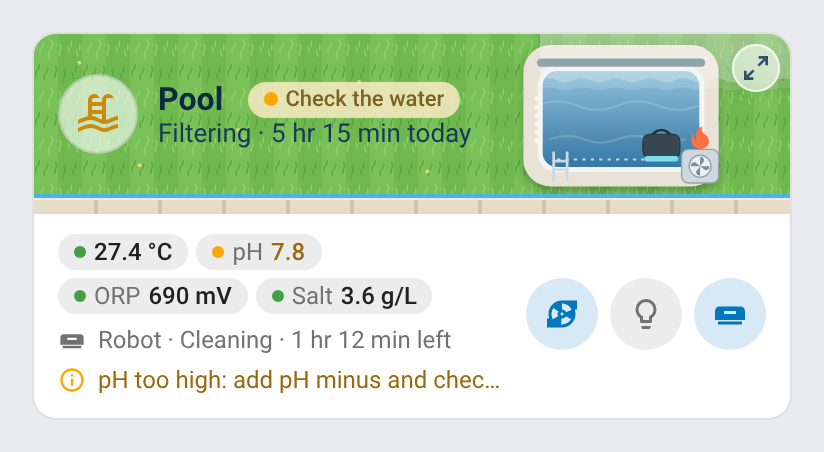 Pool
Check the water
Filtering · 5 hr 15 min today
27.4 °C
pH 7.8
ORP 690 mV
Salt 3.6 g/L
Robot · Cleaning · 1 hr 12 min left
pH too high: add pH minus and chec…